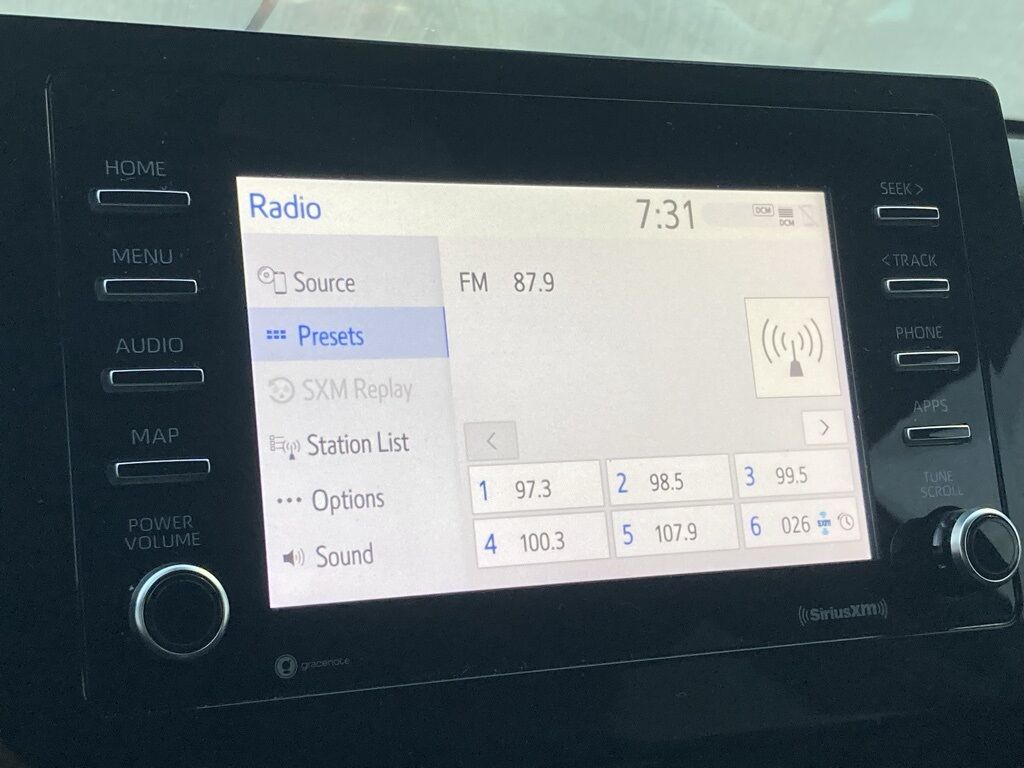 HOME
MENU
AUDIO
MAP
POWER
VOLUME
Radio
7:31
DCM
DCM
Source
Presets
SXM Replay
Station List
Options
Sound
FM 87.9
<
>
1 97.3
2 98.5
3 99.5
4 100.3
5 107.9
6 026 SXM
SEEK >
< TRACK
PHONE
APPS
TUNE
SCROLL
gracenote
SiriusXM